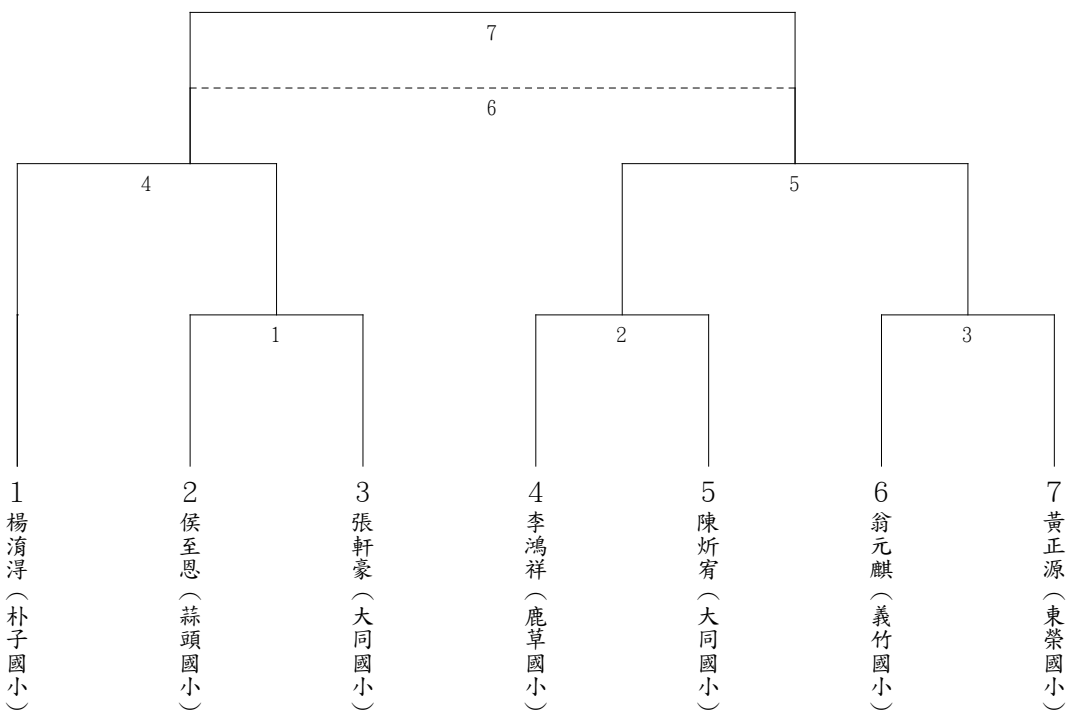 7
6
4
5
1
2
3
1 楊淯淂（朴子國小）
2 侯至恩（蒜頭國小）
3 張軒豪（大同國小）
4 李鴻祥（鹿草國小）
5 陳炘宥（大同國小）
6 翁元麒（義竹國小）
7 黃正源（東榮國小）